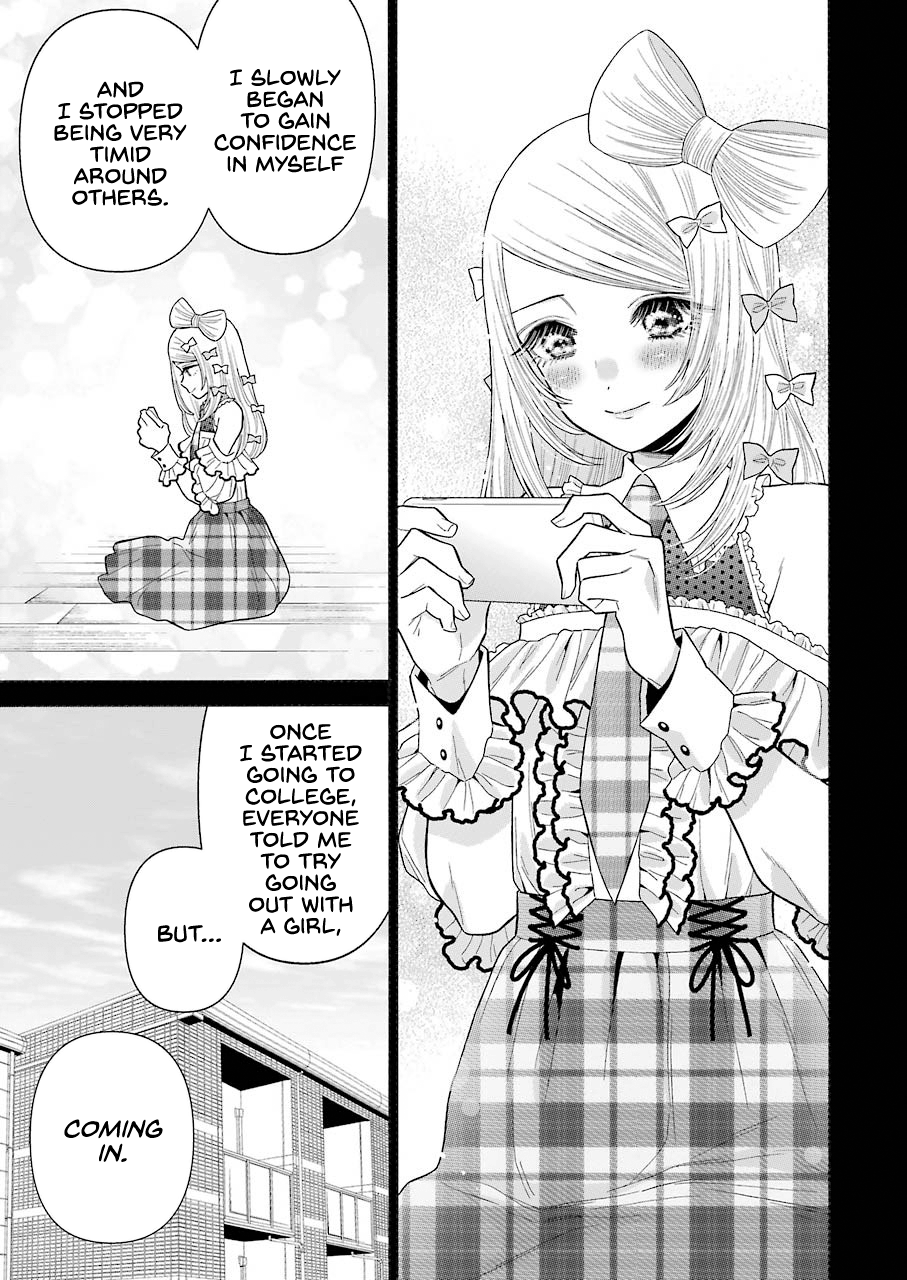 I SLOWLY
BEGAN
TO GAIN
CONFIDENCE
IN MYSELF
AND
I STOPPED
BEING VERY
TIMID
AROUND
OTHERS.
ONCE
I STARTED
GOING TO
COLLEGE,
EVERYONE
TOLD ME
TO TRY
GOING
OUT WITH
A GIRL,
BUT...
COMING
IN.